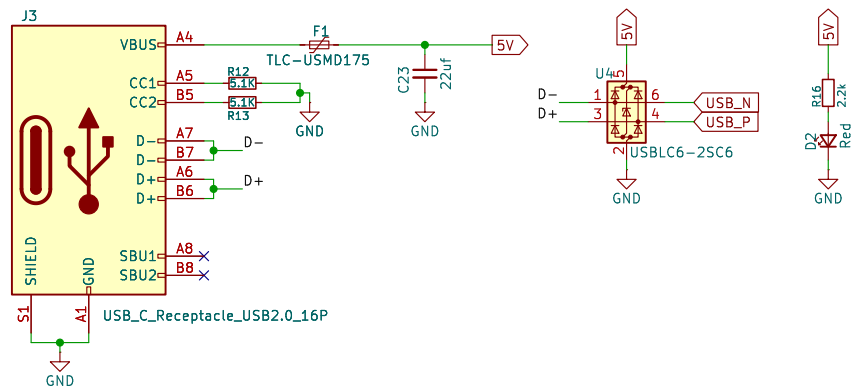 J3
VBUS
A4
F1
TLC-USMD175
5V
C23
22uf
GND
CC1
A5
R12
5.1K
CC2
B5
5.1K
R13
GND
D-
A7
D-
D-
B7
D+
A6
D+
D+
B6
SBU1
A8
SBU2
B8
SHIELD
GND
S1
A1
USB_C_Receptacle_USB2.0_16P
GND
5V
U4
5
D-
1
6
USB_N
D+
3
4
USB_P
2
USBLC6-2SC6
GND
5V
R16
2.2k
D2
Red
GND